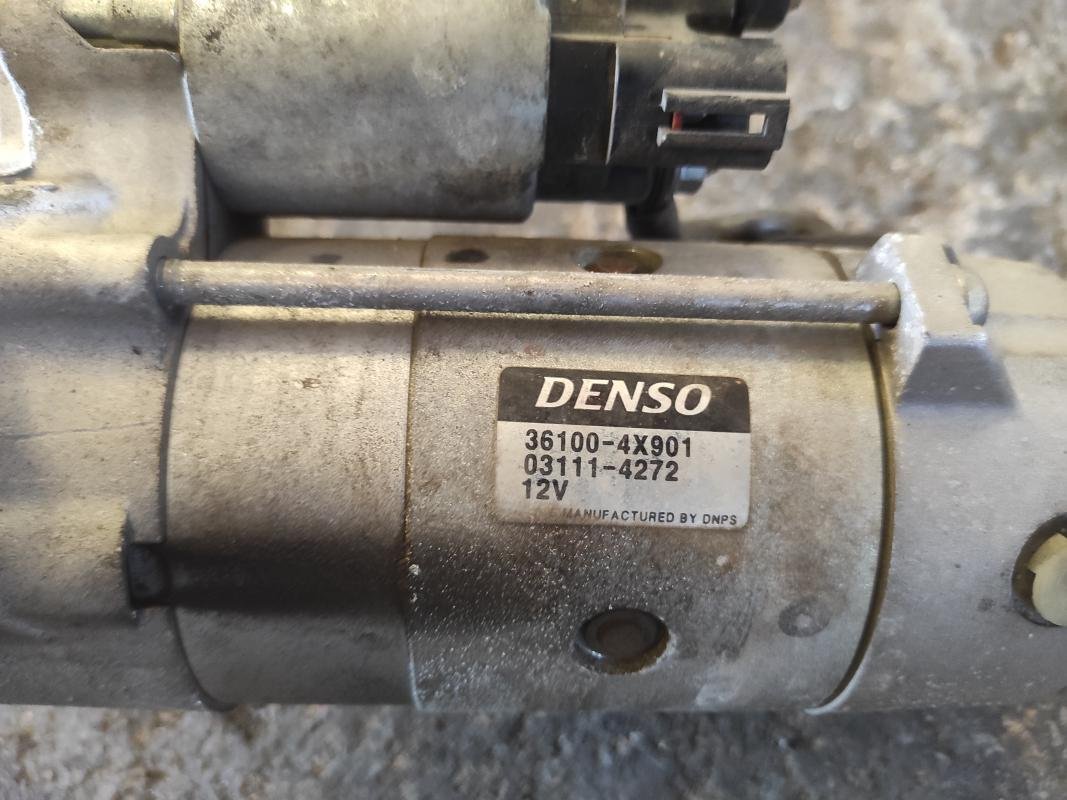 DENSO
36100-4X901
03111-4272
12V
MANUFACTURED BY DNPS